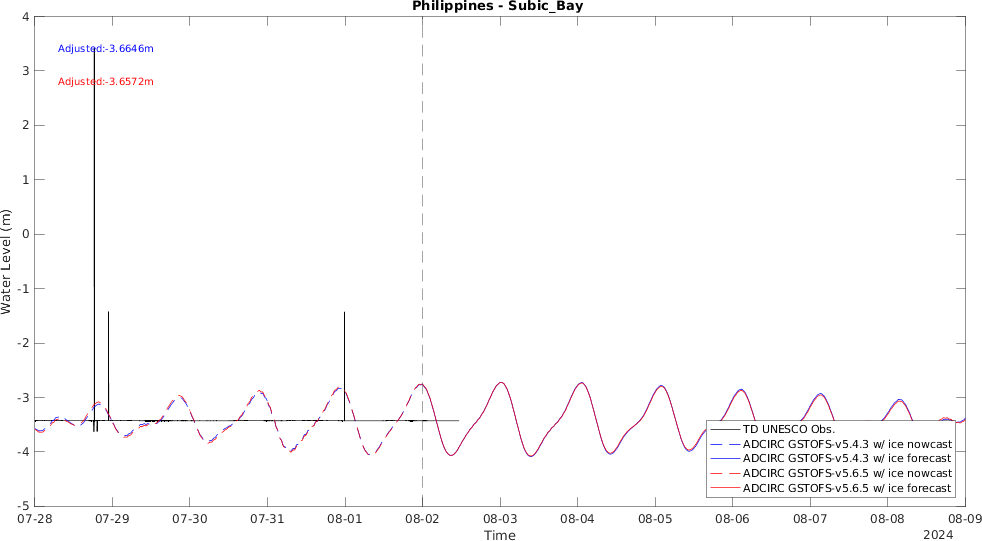 Philippines - Subic_Bay
Adjusted:-3.6646m
Adjusted:-3.6572m
Water Level (m)
4
3
2
1
0
-1
-2
-3
-4
-5
TD UNESCO Obs.
ADCIRC GSTOFS-v5.4.3 w/ ice nowcast
ADCIRC GSTOFS-v5.4.3 w/ ice forecast
ADCIRC GSTOFS-v5.6.5 w/ ice nowcast
ADCIRC GSTOFS-v5.6.5 w/ ice forecast
07-28 07-29 07-30 07-31 08-01 08-02 08-03 08-04 08-05 08-06 08-07 08-08 08-09
Time
2024